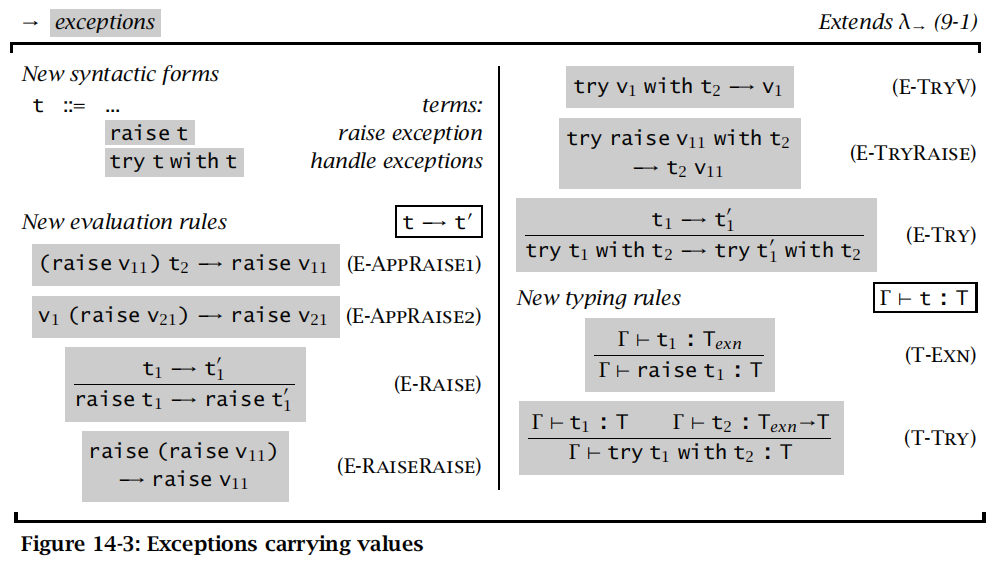 → exceptions
Extends λ→ (9-1)
New syntactic forms
t ::= ... terms:
raise t raise exception
try t with t handle exceptions
New evaluation rules t ⟶ t′
(raise v₁₁) t₂ ⟶ raise v₁₁ (E-APPRAISE1)
v₁ (raise v₂₁) ⟶ raise v₂₁ (E-APPRAISE2)
t₁ ⟶ t′₁
raise t₁ ⟶ raise t′₁
(E-RAISE)
raise (raise v₁₁)
⟶ raise v₁₁
(E-RAISERAISE)
try v₁ with t₂ ⟶ v₁ (E-TRYV)
try raise v₁₁ with t₂
⟶ t₂ v₁₁
(E-TRYRAISE)
t₁ ⟶ t′₁
try t₁ with t₂ ⟶ try t′₁ with t₂
(E-TRY)
New typing rules Γ ⊢ t : T
Γ ⊢ t₁ : Texn
Γ ⊢ raise t₁ : T
(T-EXN)
Γ ⊢ t₁ : T Γ ⊢ t₂ : Texn→T
Γ ⊢ try t₁ with t₂ : T
(T-TRY)
Figure 14-3: Exceptions carrying values